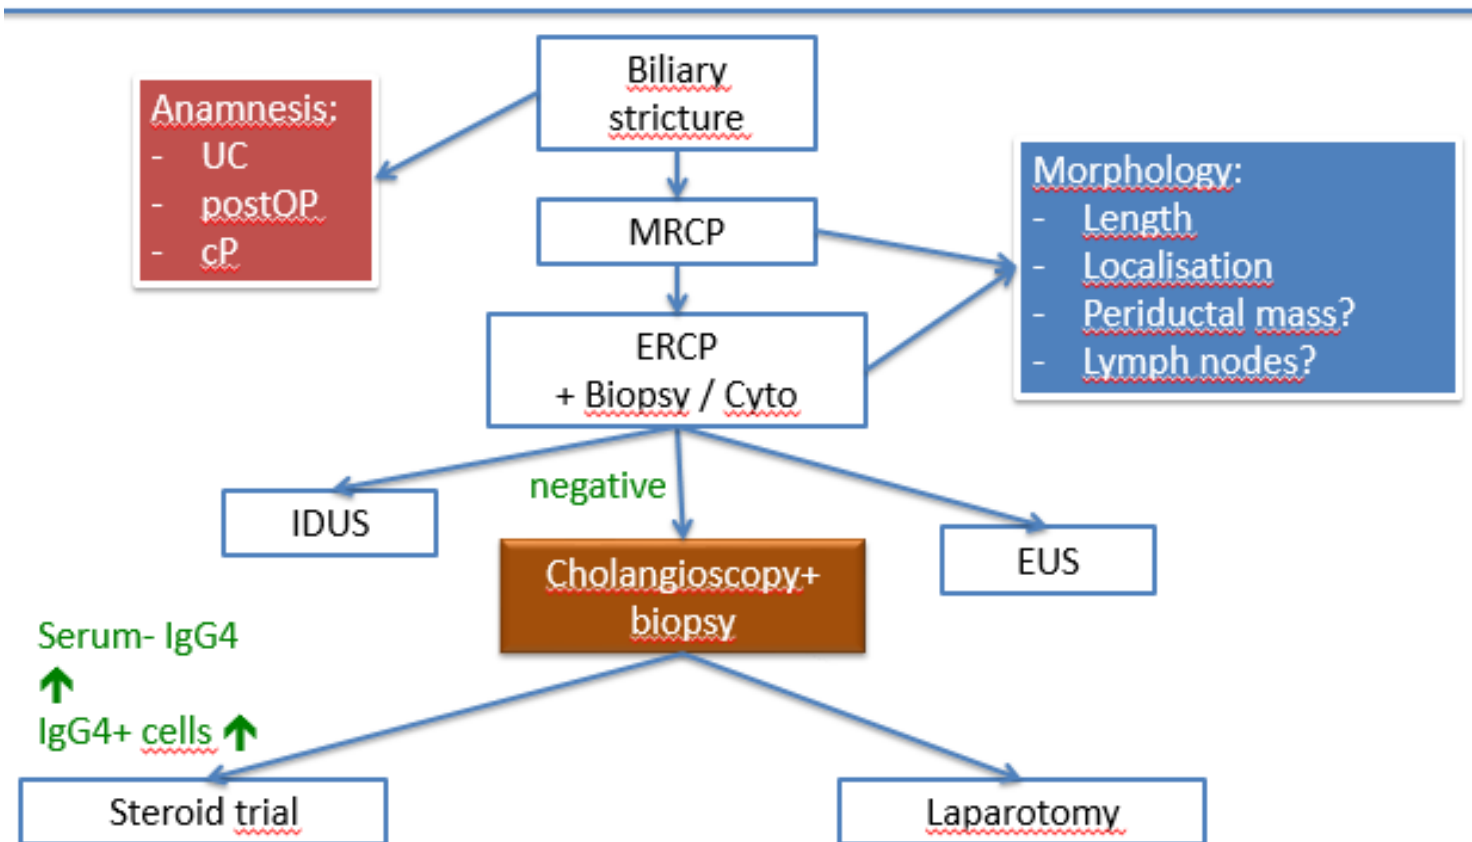 Biliary
stricture
Anamnesis:
- UC
- postOP
- cP
MRCP
Morphology:
- Length
- Localisation
- Periductal mass?
- Lymph nodes?
ERCP
+ Biopsy / Cyto
negative
IDUS
EUS
Cholangioscopy+
biopsy
Serum- IgG4
↑
IgG4+ cells ↑
Steroid trial
Laparotomy